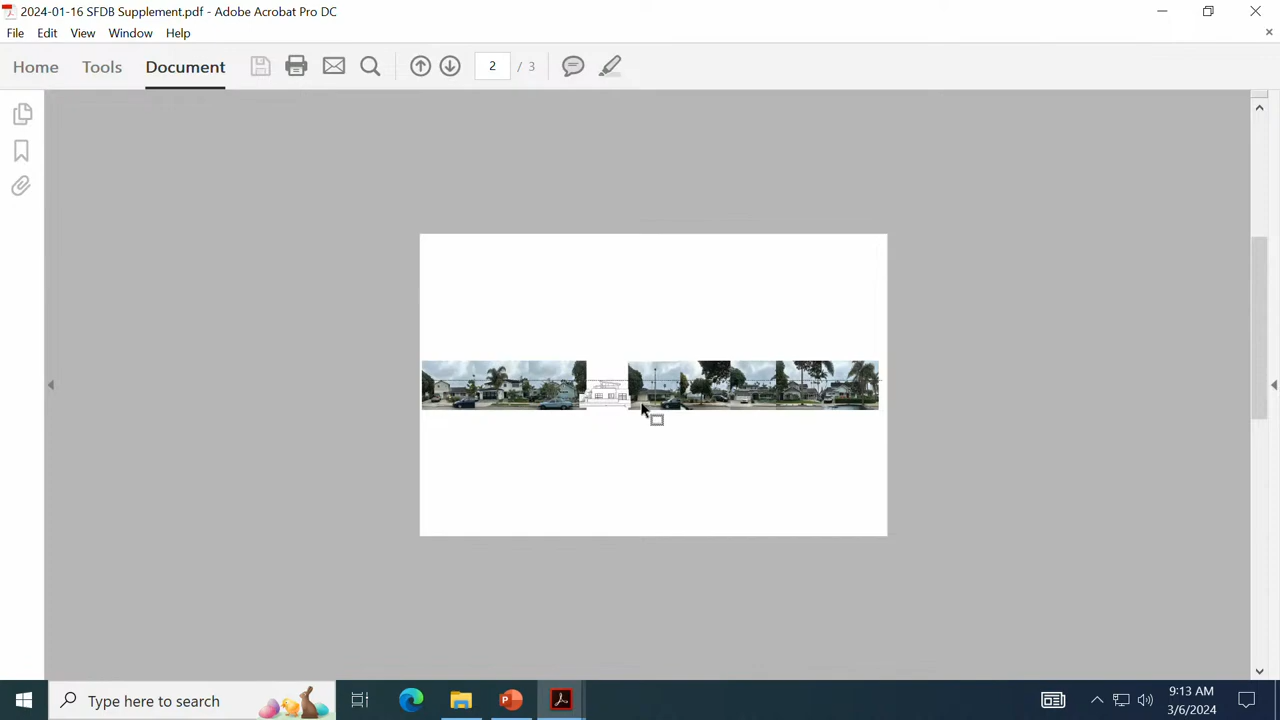 2024-01-16 SFDB Supplement.pdf - Adobe Acrobat Pro DC
File Edit View Window Help
Home Tools Document 2 / 3
Type here to search
9:13 AM
3/6/2024